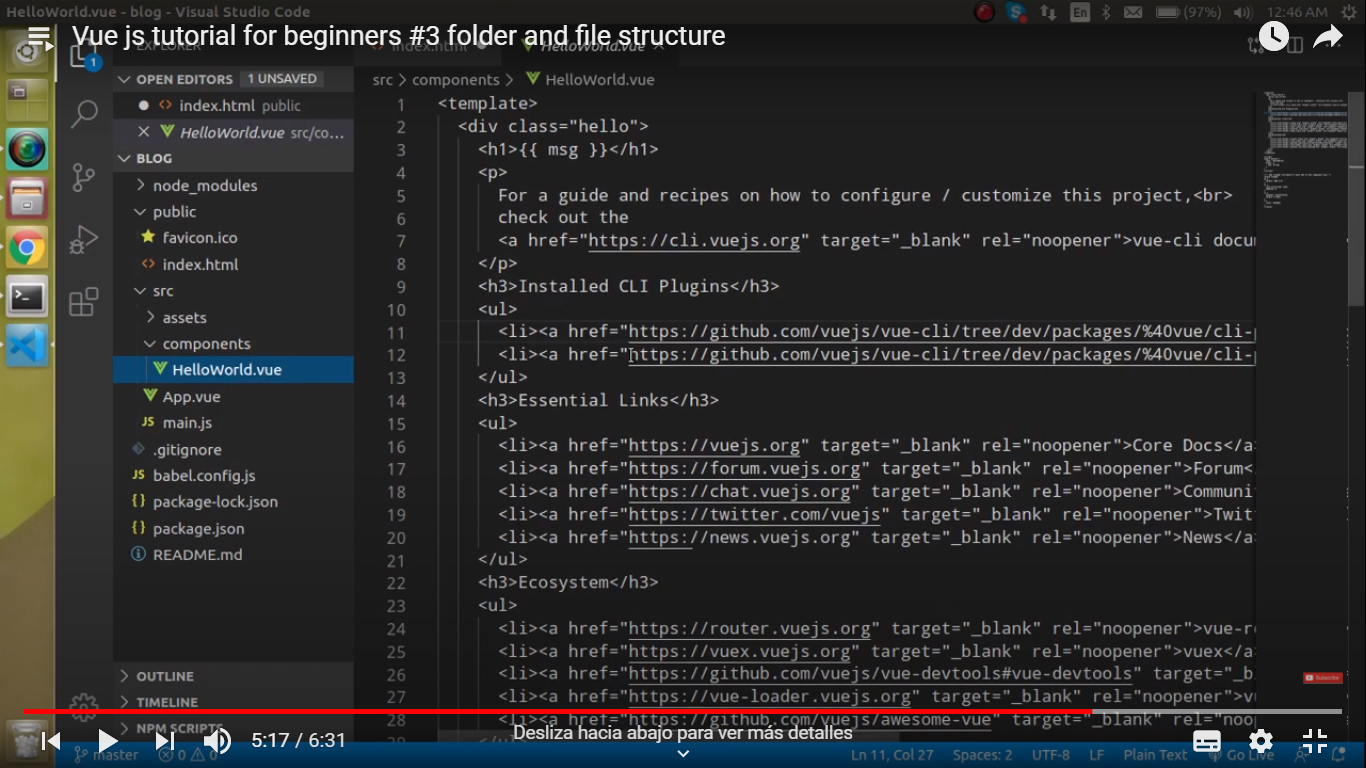 HelloWorld.vue - blog - Visual Studio Code
En
(97%)
12:46 AM
Vue js tutorial for beginners #3 folder and file structure
EXPLORER
index.html
HelloWorld.vue
1
OPEN EDITORS 1 UNSAVED
index.html public
HelloWorld.vue src/co...
BLOG
node_modules
public
favicon.ico
index.html
src
assets
components
HelloWorld.vue
App.vue
main.js
.gitignore
babel.config.js
package-lock.json
package.json
README.md
OUTLINE
TIMELINE
NPM SCRIPTS
src > components > HelloWorld.vue
1 <template>
2 <div class="hello">
3 <h1>{{ msg }}</h1>
4 <p>
5 For a guide and recipes on how to configure / customize this project,<br>
6 check out the
7 <a href="https://cli.vuejs.org" target="_blank" rel="noopener">vue-cli docu
8 </p>
9 <h3>Installed CLI Plugins</h3>
10 <ul>
11 <li><a href="https://github.com/vuejs/vue-cli/tree/dev/packages/%40vue/cli-
12 <li><a href="https://github.com/vuejs/vue-cli/tree/dev/packages/%40vue/cli-
13 </ul>
14 <h3>Essential Links</h3>
15 <ul>
16 <li><a href="https://vuejs.org" target="_blank" rel="noopener">Core Docs</a
17 <li><a href="https://forum.vuejs.org" target="_blank" rel="noopener">Forum<
18 <li><a href="https://chat.vuejs.org" target="_blank" rel="noopener">Communi
19 <li><a href="https://twitter.com/vuejs" target="_blank" rel="noopener">Twit
20 <li><a href="https://news.vuejs.org" target="_blank" rel="noopener">News</a
21 </ul>
22 <h3>Ecosystem</h3>
23 <ul>
24 <li><a href="https://router.vuejs.org" target="_blank" rel="noopener">vue-r
25 <li><a href="https://vuex.vuejs.org" target="_blank" rel="noopener">vuex</a
26 <li><a href="https://github.com/vuejs/vue-devtools#vue-devtools" target="_b
27 <li><a href="https://vue-loader.vuejs.org" target="_blank" rel="noopener">v
28 <li><a href="https://github.com/vuejs/awesome-vue" target="_blank" rel="noo
29 </ul>
Subscribe
5:17 / 6:31
Desliza hacia abajo para ver más detalles
master 0 0
Ln 11, Col 27 Spaces: 2 UTF-8 LF Plain Text Go Live